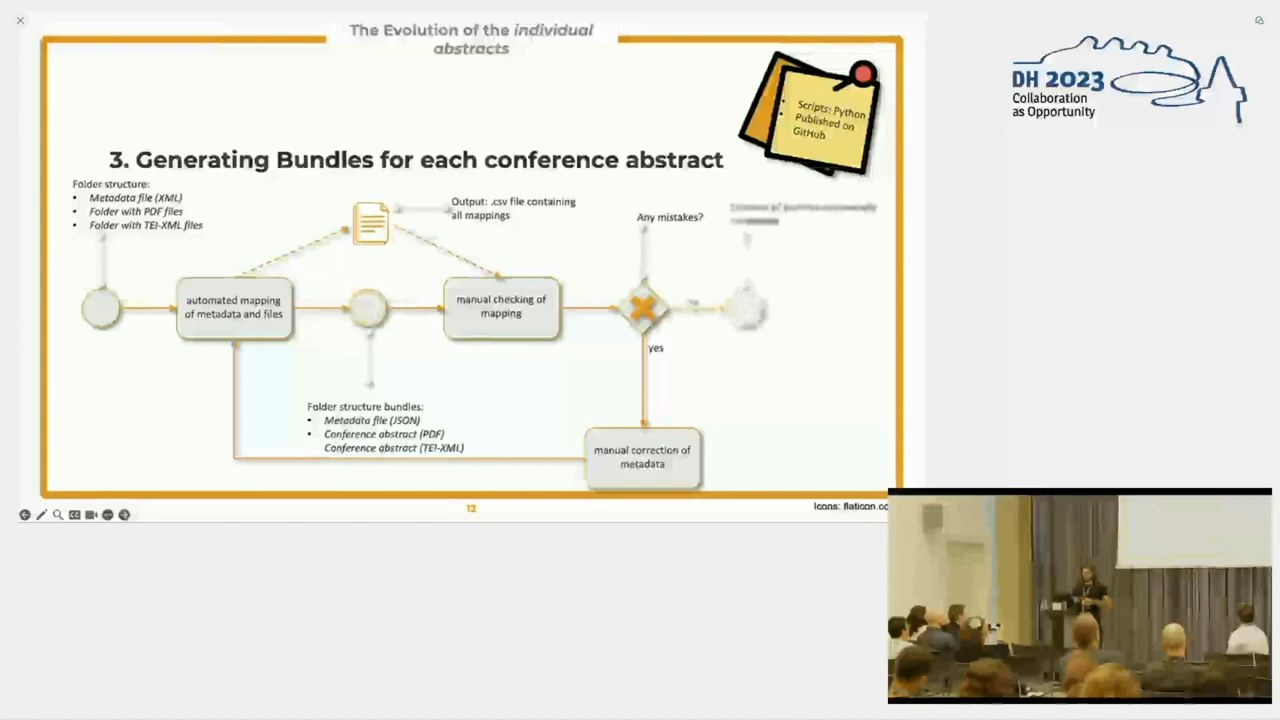 The Evolution of the individual
abstracts
DH 2023
Collaboration
as Opportunity
• Scripts: Python
• Published on
GitHub
3. Generating Bundles for each conference abstract
Folder structure:
• Metadata file (XML)
• Folder with PDF files
• Folder with TEI-XML files
Output: .csv file containing
all mappings
Any mistakes?
automated mapping
of metadata and files
manual checking of
mapping
yes
Folder structure bundles:
• Metadata file (JSON)
• Conference abstract (PDF)
Conference abstract (TEI-XML)
manual correction of
metadata
12
Icons: flaticon.co